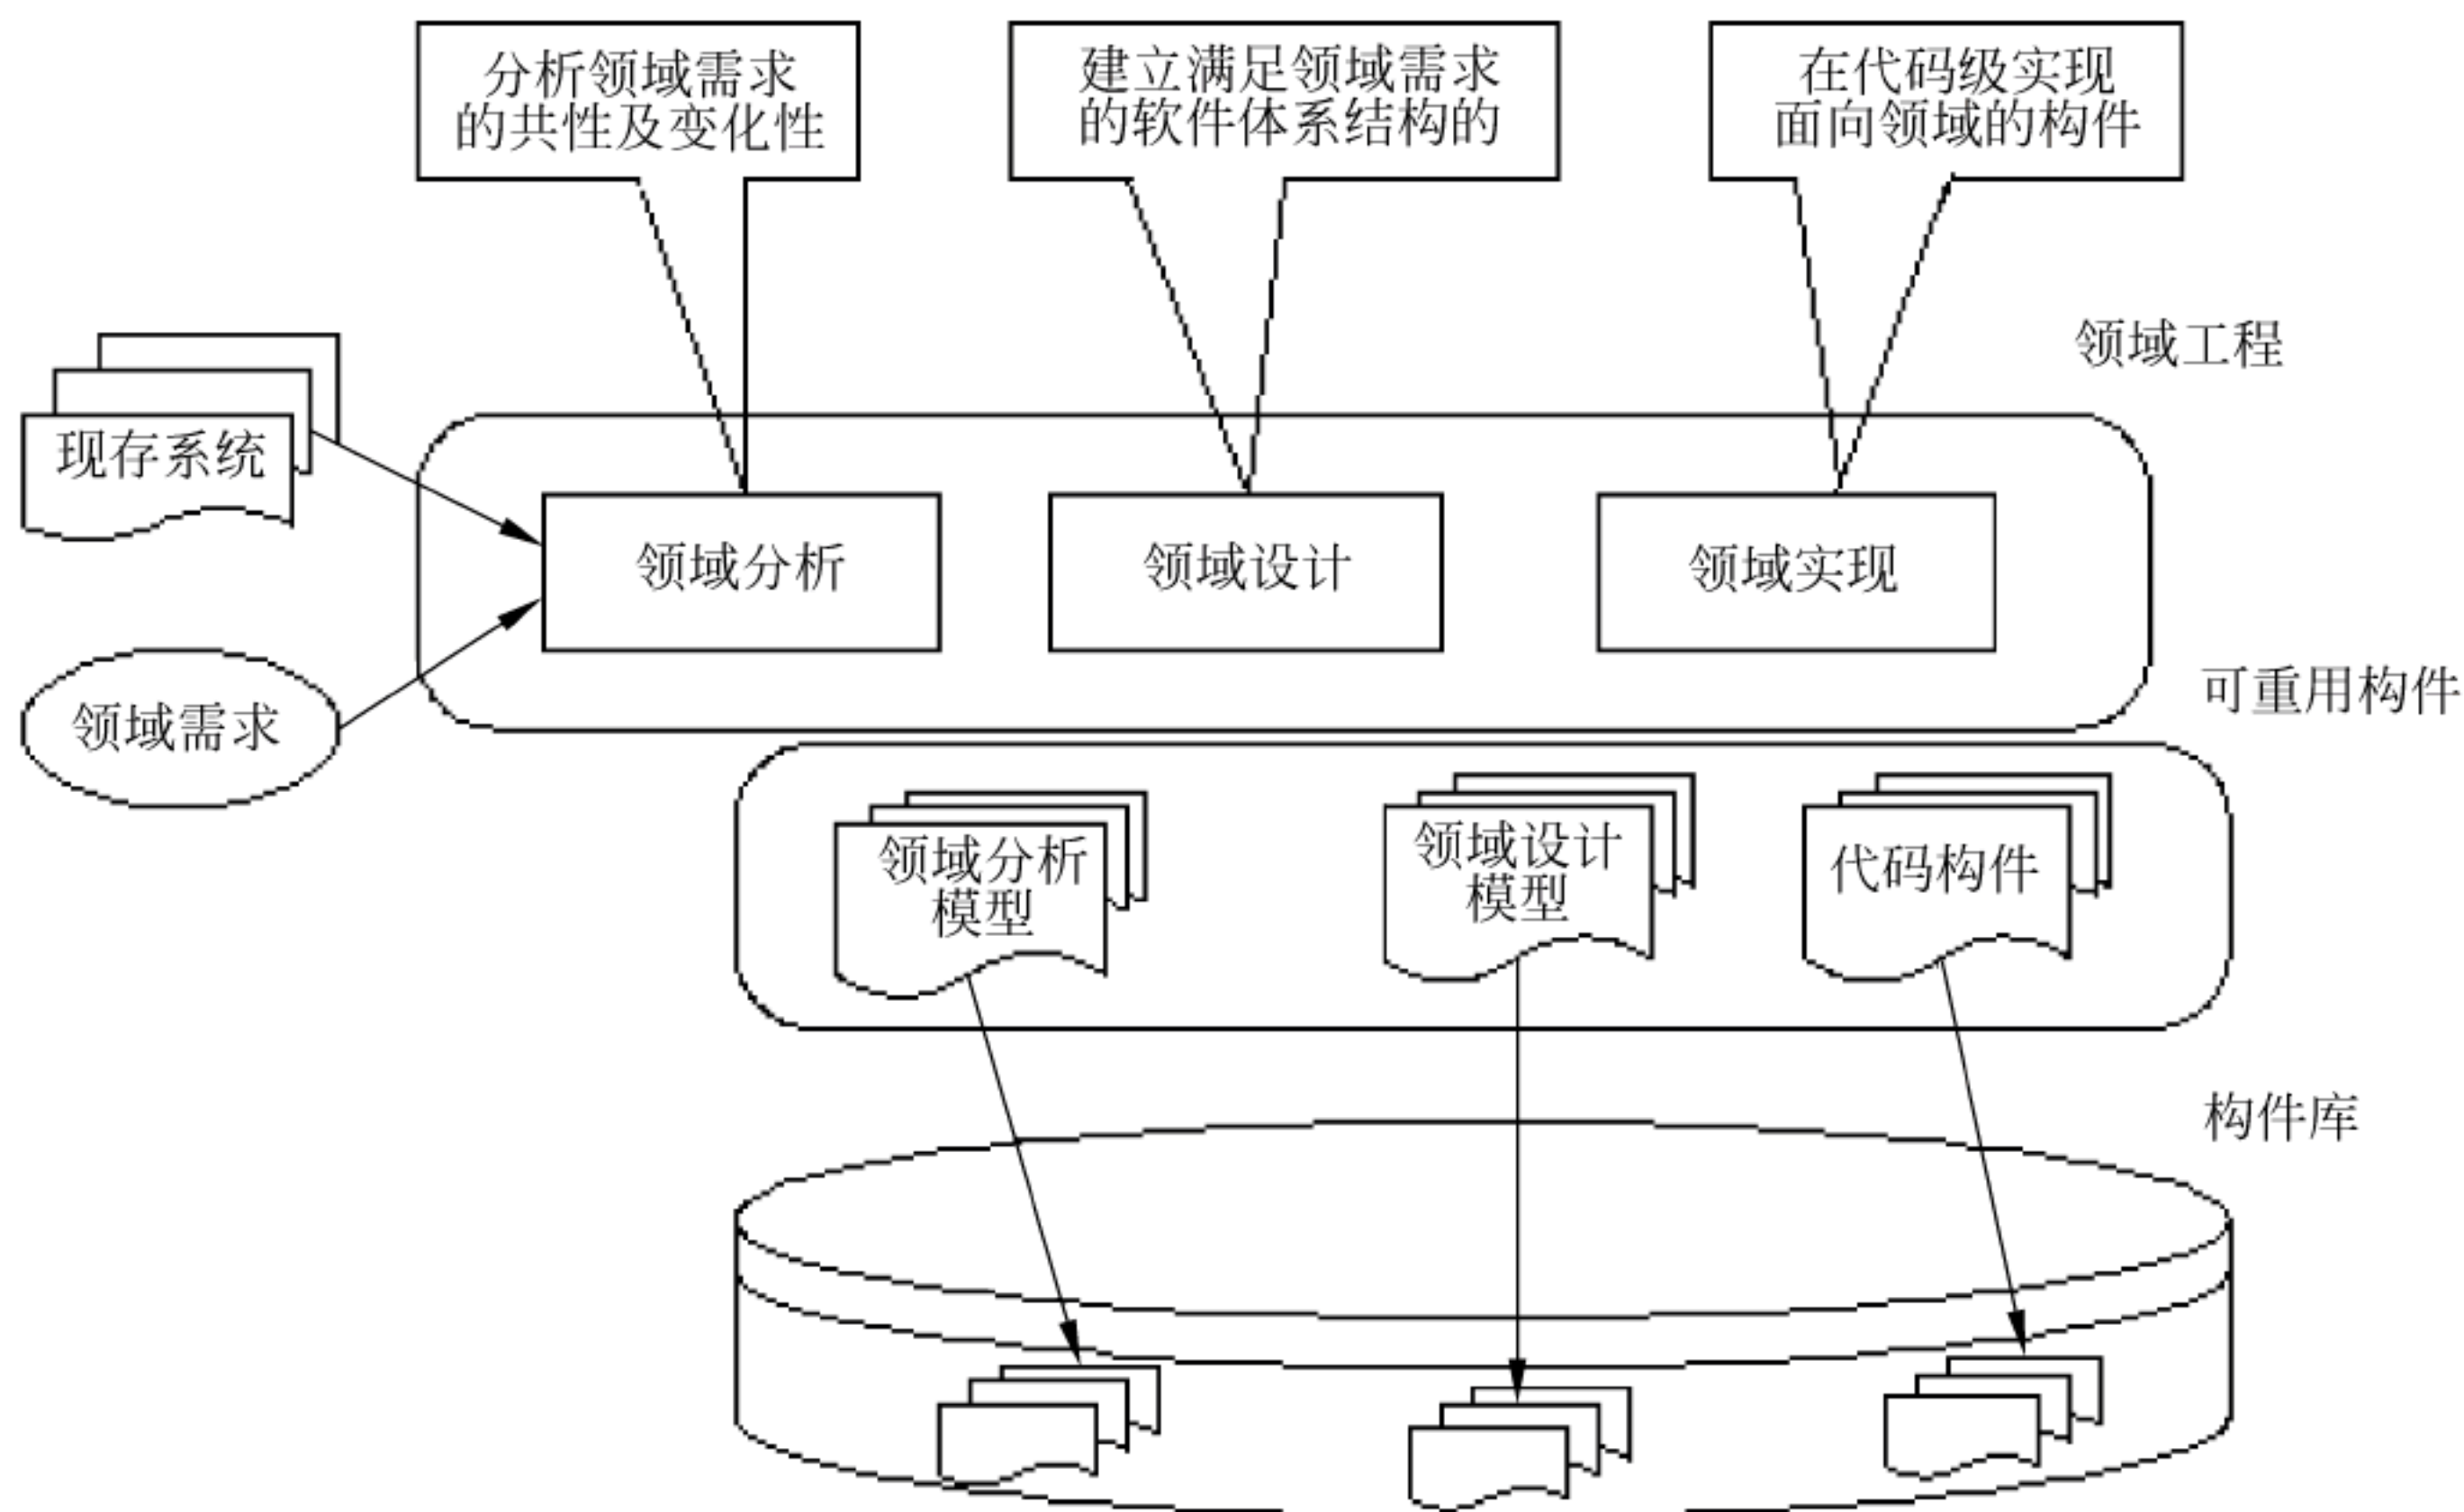 分析领域需求
的共性及变化性
建立满足领域需求
的软件体系结构的
在代码级实现
面向领域的构件
领域工程
现存系统
领域分析
领域设计
领域实现
领域需求
可重用构件
领域分析
模型
领域设计
模型
代码构件
构件库